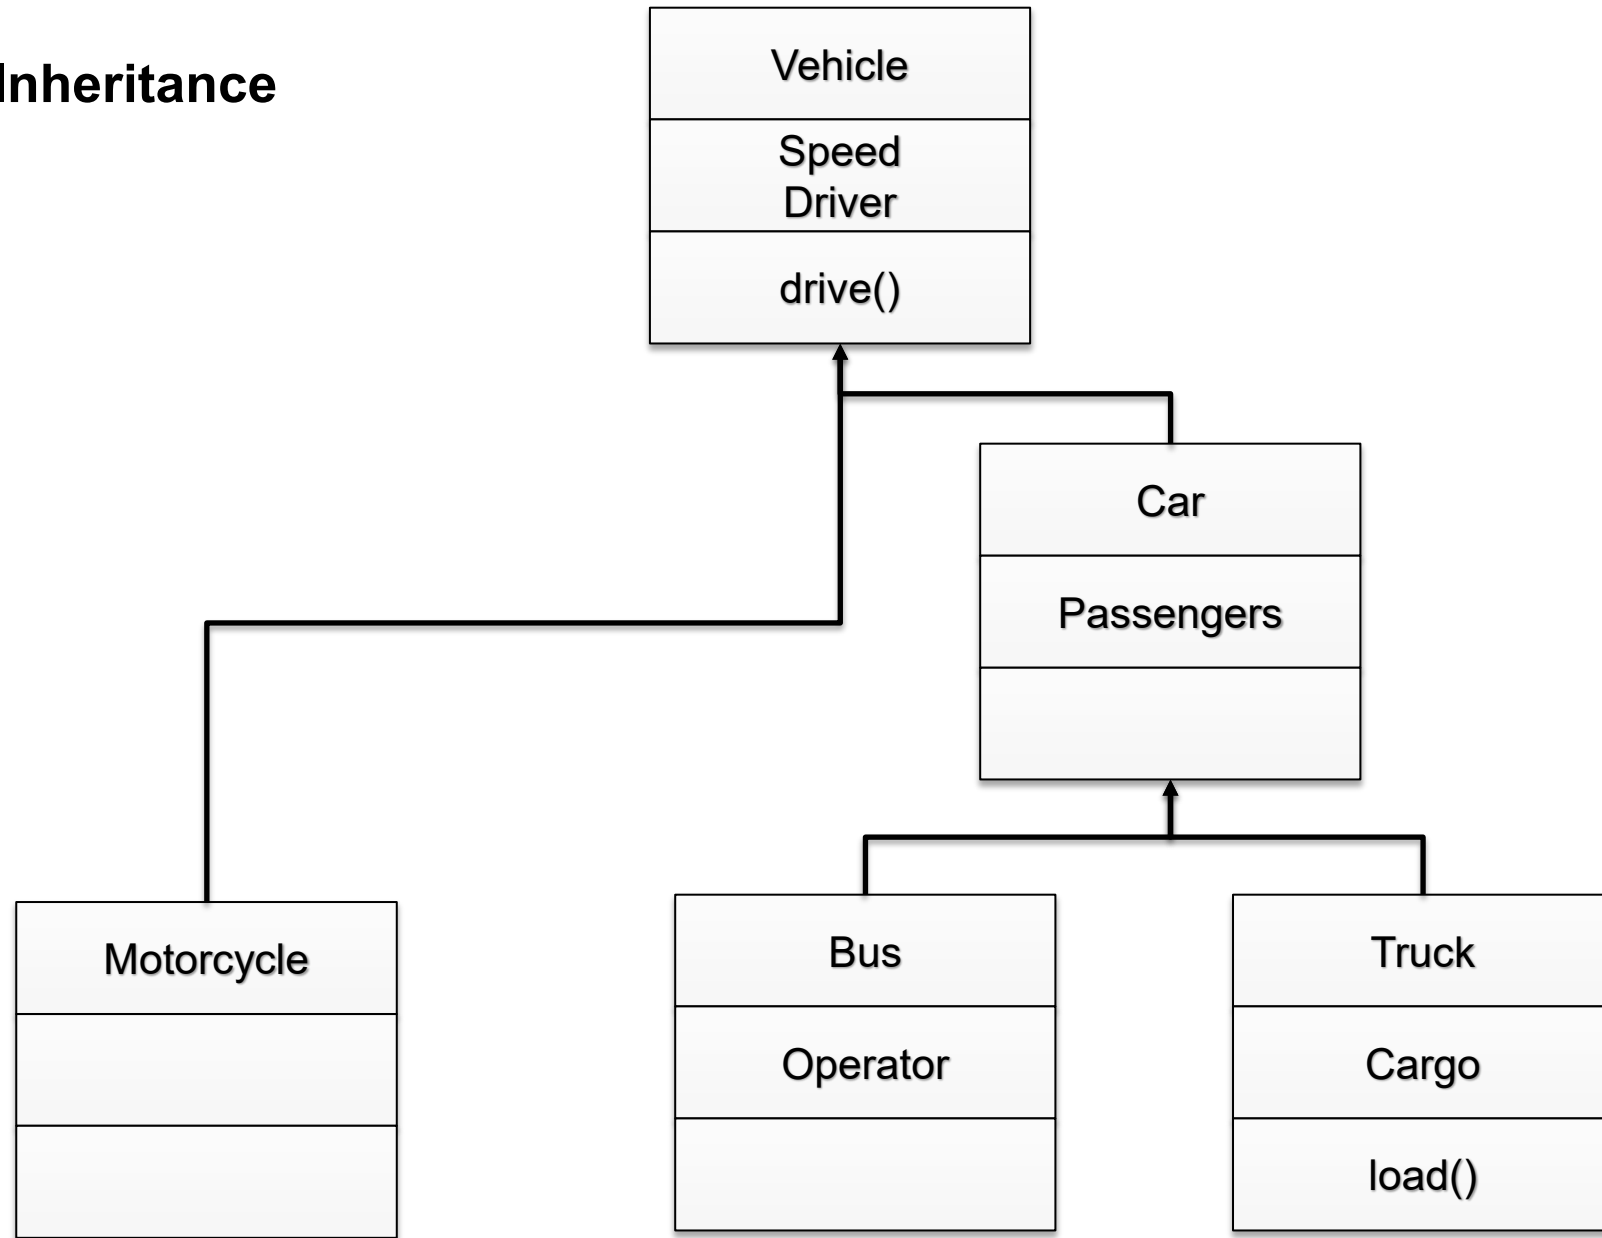 Inheritance
Vehicle
Speed
Driver
drive()
Car
Passengers
Motorcycle
Bus
Operator
Truck
Cargo
load()